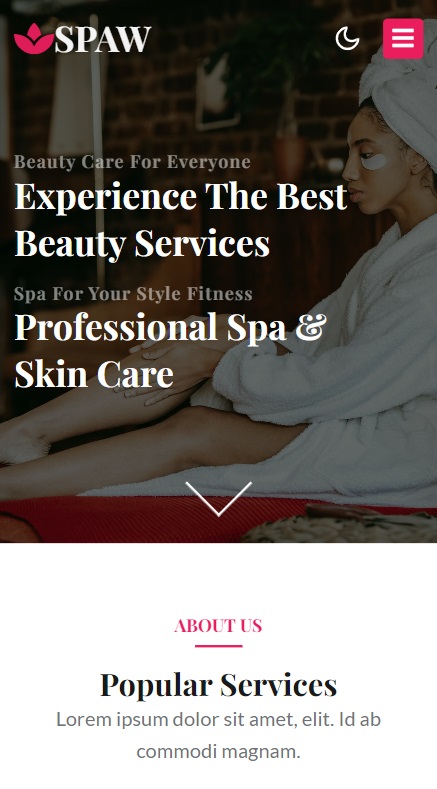 SPAW
Beauty Care For Everyone
Experience The Best
Beauty Services
Spa For Your Style Fitness
Professional Spa &
Skin Care
ABOUT US
Popular Services
Lorem ipsum dolor sit amet, elit. Id ab
commodi magnam.